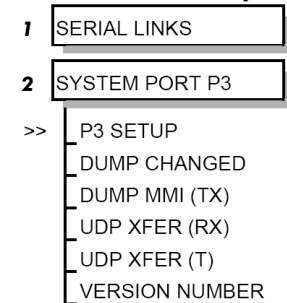 1 SERIAL LINKS
2 SYSTEM PORT P3
>> P3 SETUP
DUMP CHANGED
DUMP MMI (TX)
UDP XFER (RX)
UDP XFER (T)
VERSION NUMBER